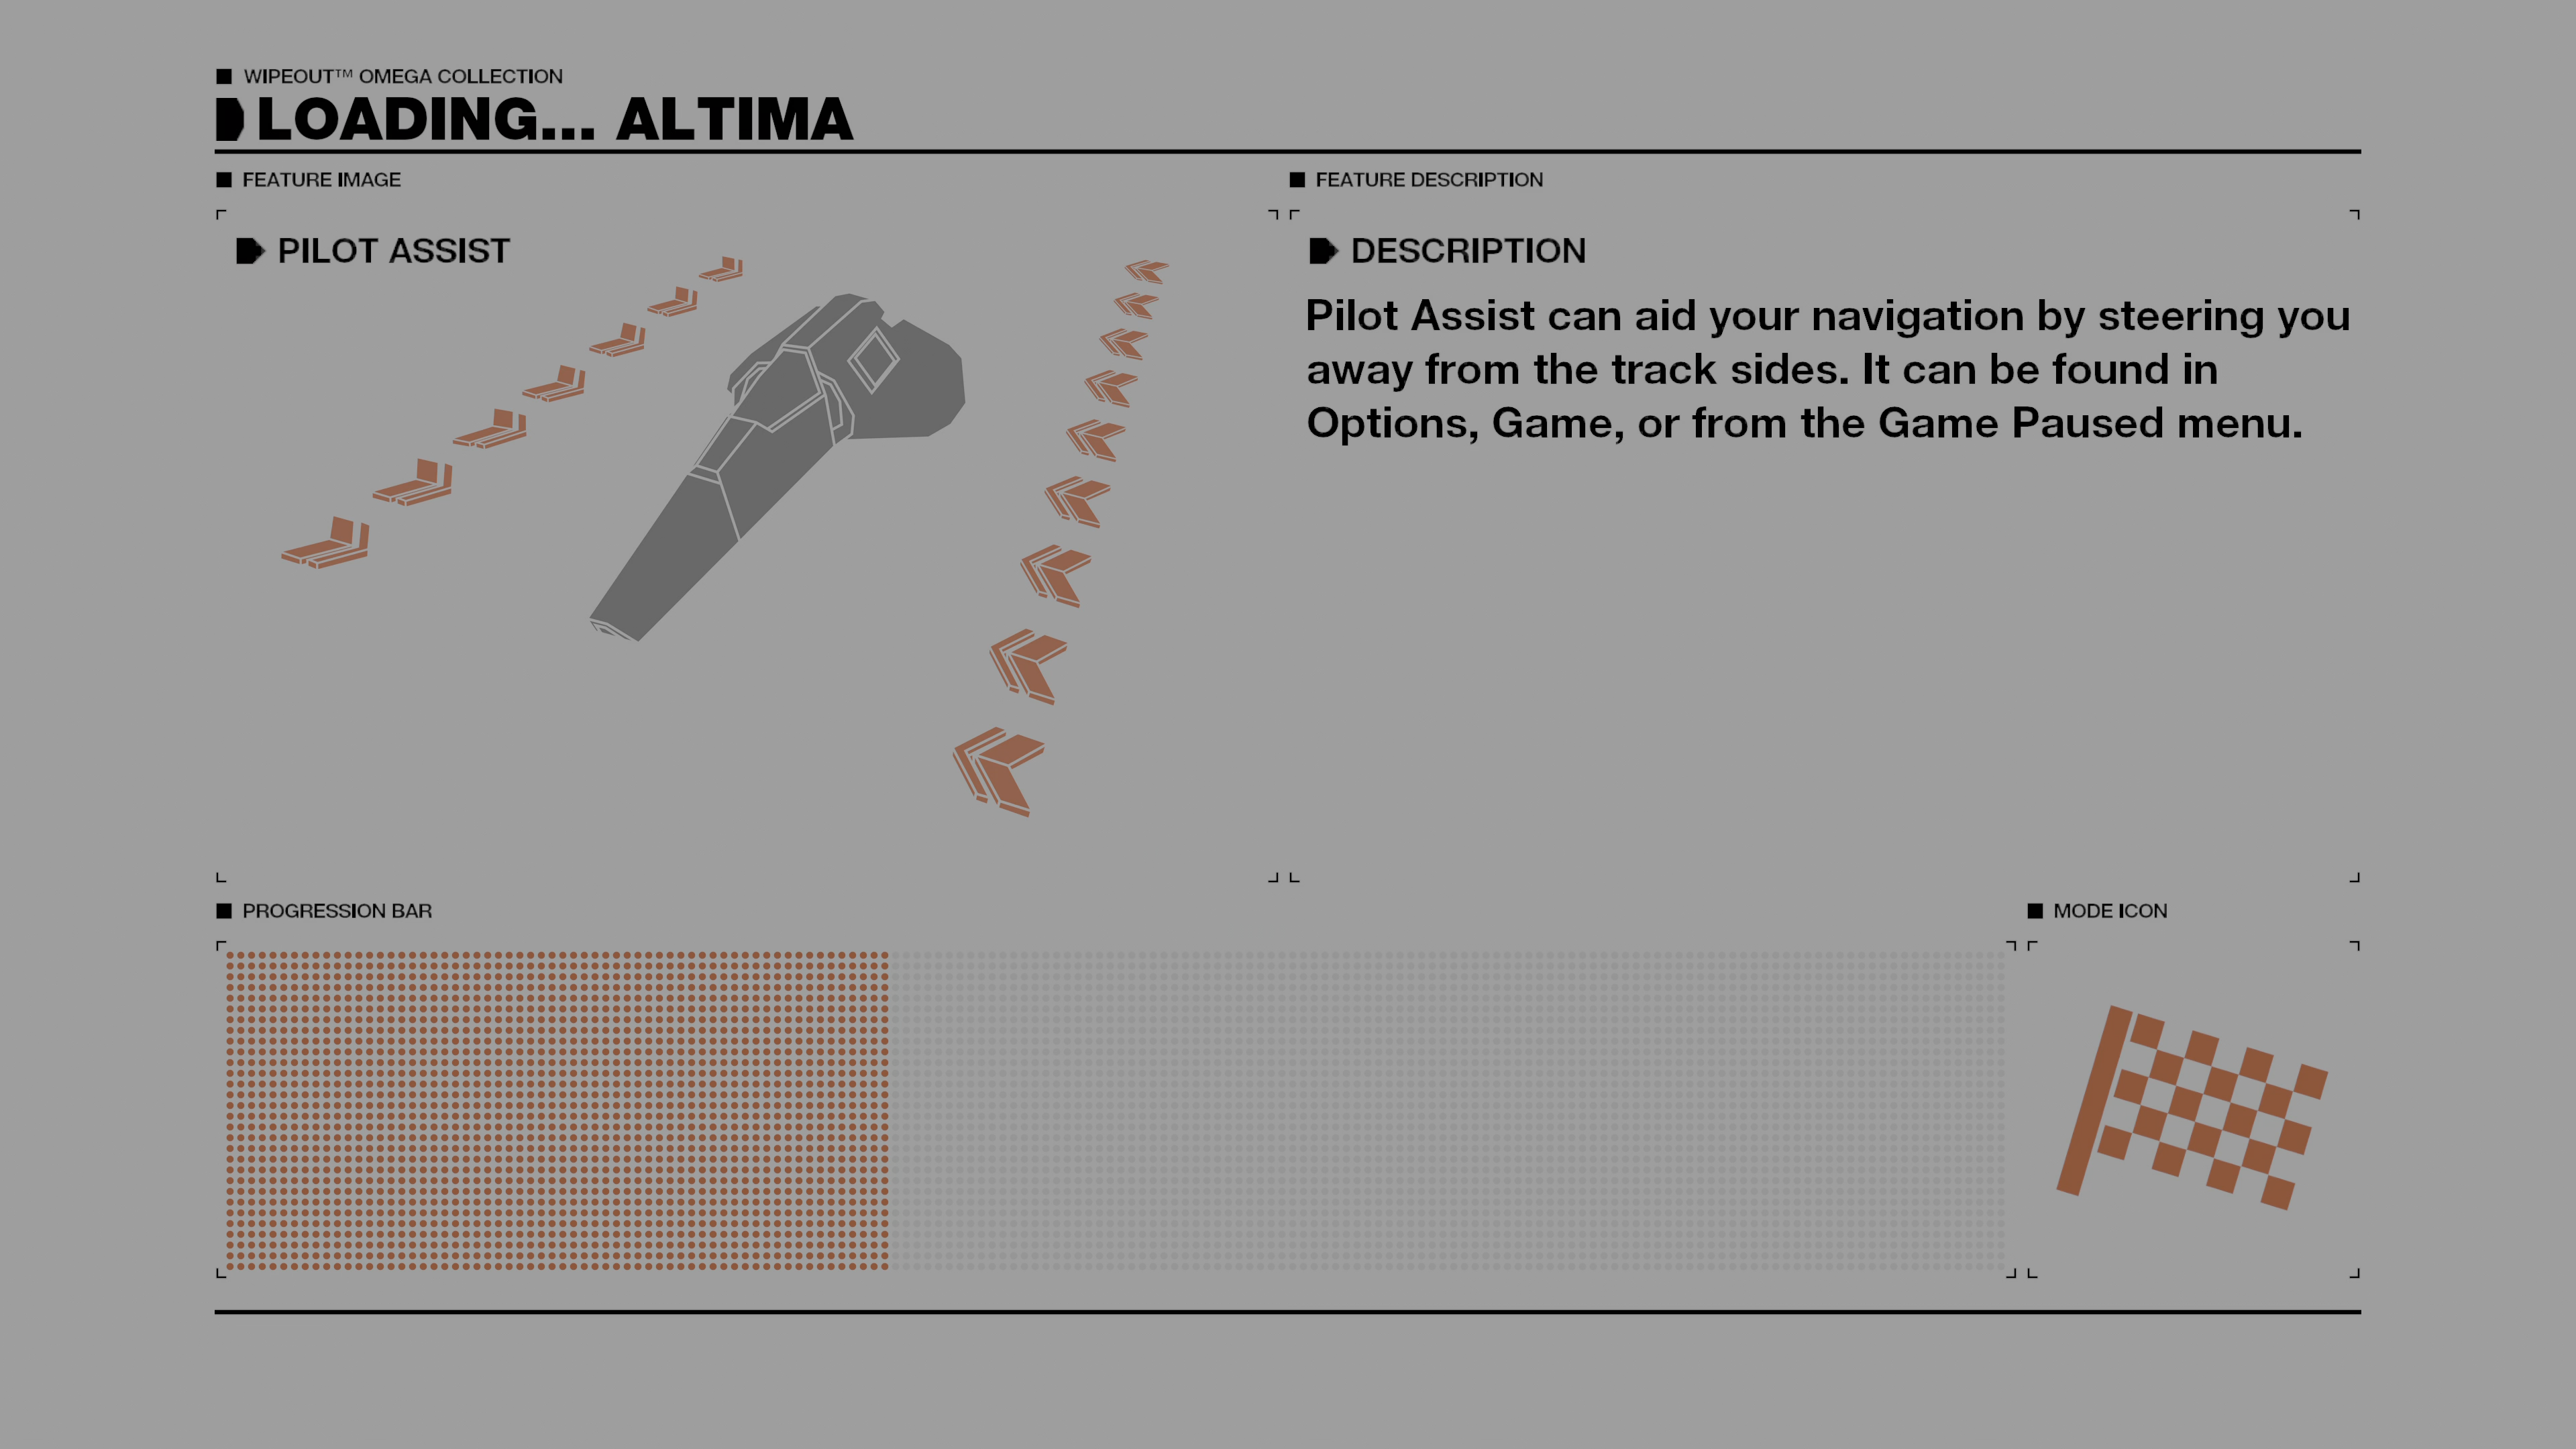 WIPEOUT™ OMEGA COLLECTION
LOADING... ALTIMA
FEATURE IMAGE
PILOT ASSIST
FEATURE DESCRIPTION
DESCRIPTION
Pilot Assist can aid your navigation by steering you
away from the track sides. It can be found in
Options, Game, or from the Game Paused menu.
PROGRESSION BAR
MODE ICON